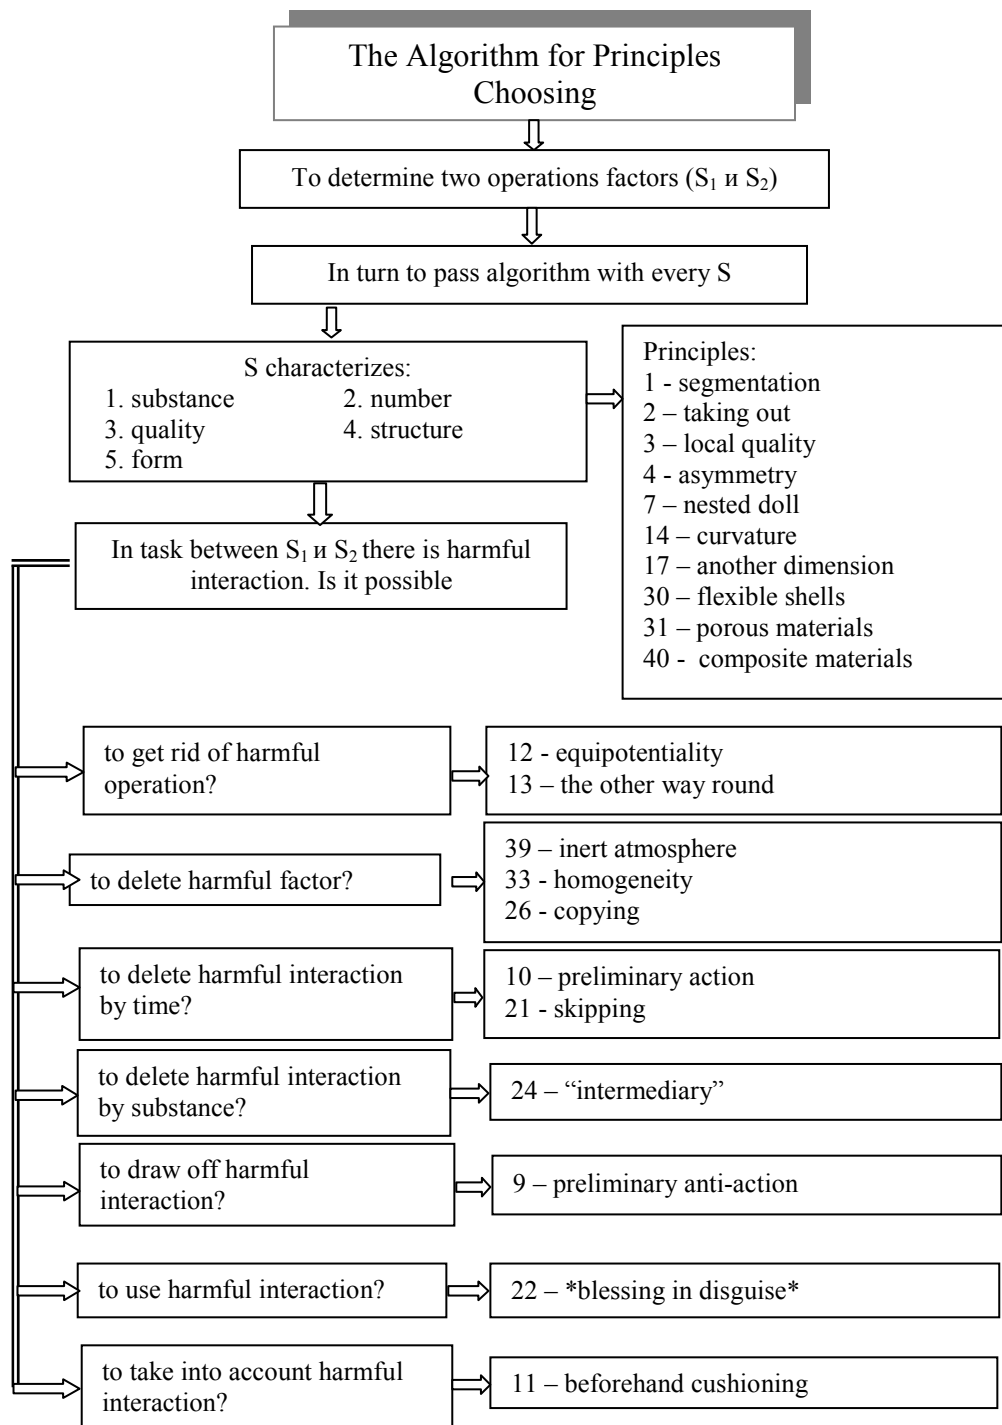 The Algorithm for Principles
Choosing
To determine two operations factors (S₁ и S₂)
In turn to pass algorithm with every S
S characterizes:
1. substance 2. number
3. quality 4. structure
5. form
Principles:
1 - segmentation
2 – taking out
3 – local quality
4 - asymmetry
7 – nested doll
14 – curvature
17 – another dimension
30 – flexible shells
31 – porous materials
40 - composite materials
In task between S₁ и S₂ there is harmful
interaction. Is it possible
to get rid of harmful
operation?
12 - equipotentiality
13 – the other way round
to delete harmful factor?
39 – inert atmosphere
33 - homogeneity
26 - copying
to delete harmful interaction
by time?
10 – preliminary action
21 - skipping
to delete harmful interaction
by substance?
24 – “intermediary”
to draw off harmful
interaction?
9 – preliminary anti-action
to use harmful interaction?
22 – *blessing in disguise*
to take into account harmful
interaction?
11 – beforehand cushioning